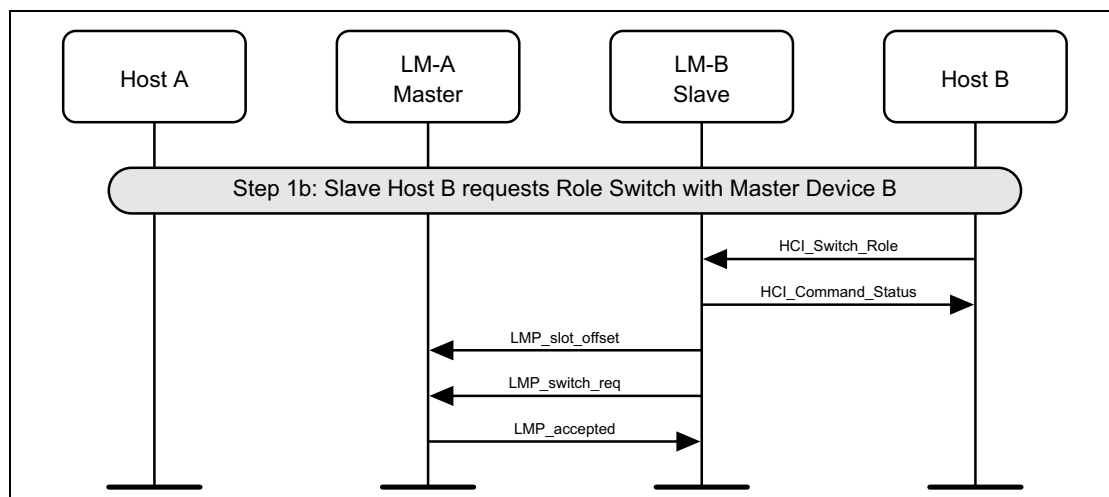 Host A
LM-A
Master
LM-B
Slave
Host B
Step 1b: Slave Host B requests Role Switch with Master Device B
HCI_Switch_Role
HCI_Command_Status
LMP_slot_offset
LMP_switch_req
LMP_accepted